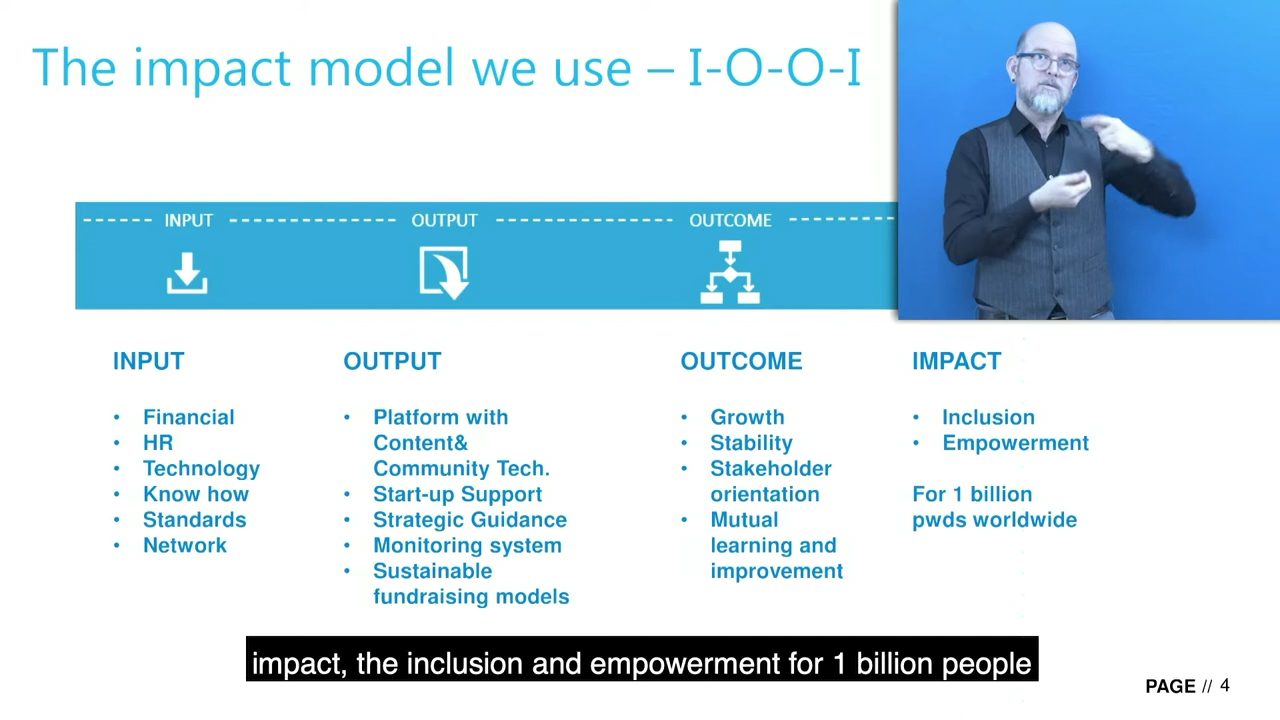 The impact model we use – I-O-O-I
INPUT
OUTPUT
OUTCOME
INPUT
• Financial
• HR
• Technology
• Know how
• Standards
• Network
OUTPUT
• Platform with
Content&
Community Tech.
• Start-up Support
• Strategic Guidance
• Monitoring system
• Sustainable
fundraising models
OUTCOME
• Growth
• Stability
• Stakeholder
orientation
• Mutual
learning and
improvement
IMPACT
• Inclusion
• Empowerment
For 1 billion
pwds worldwide
impact, the inclusion and empowerment for 1 billion people
PAGE // 4